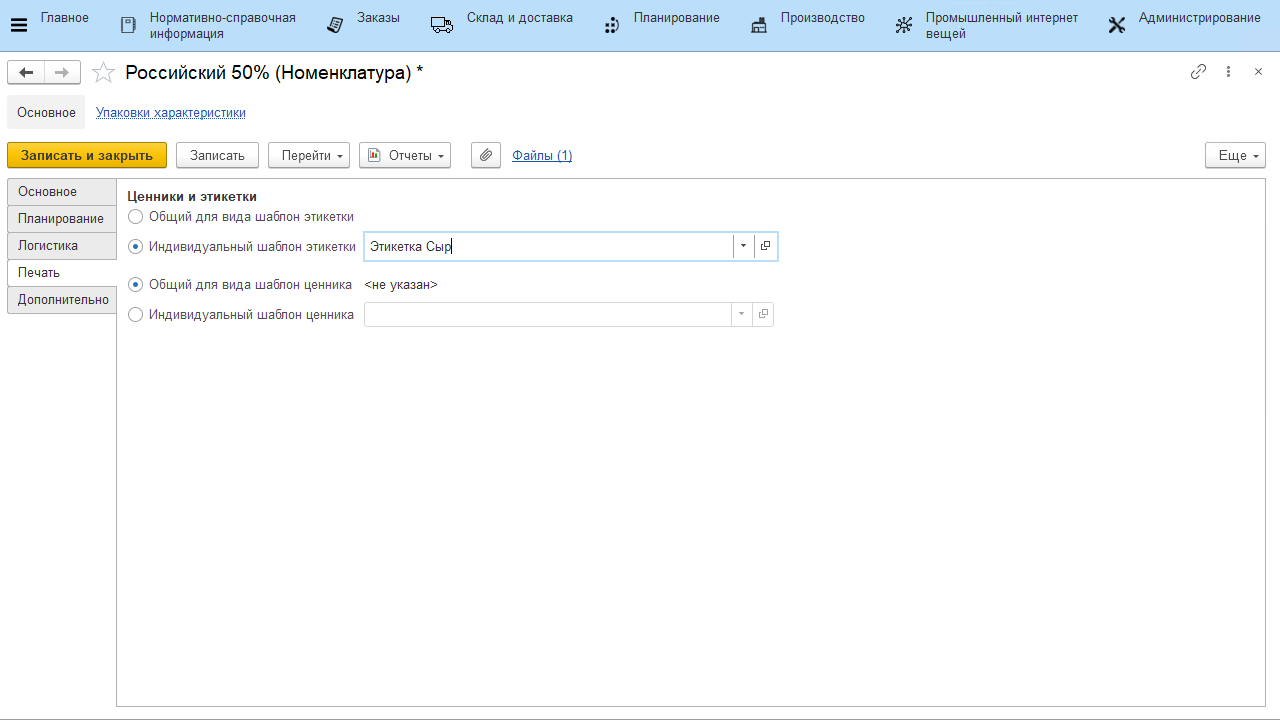 Главное
Нормативно-справочная
информация
Заказы
Склад и доставка
Планирование
Производство
Промышленный интернет
вещей
Администрирование
Российский 50% (Номенклатура) *
Основное
Упаковки характеристики
Записать и закрыть
Записать
Перейти
Отчеты
Файлы (1)
Еще
Основное
Планирование
Логистика
Печать
Дополнительно
Ценники и этикетки
Общий для вида шаблон этикетки
Индивидуальный шаблон этикетки
Этикетка Сыр
Общий для вида шаблон ценника
<не указан>
Индивидуальный шаблон ценника